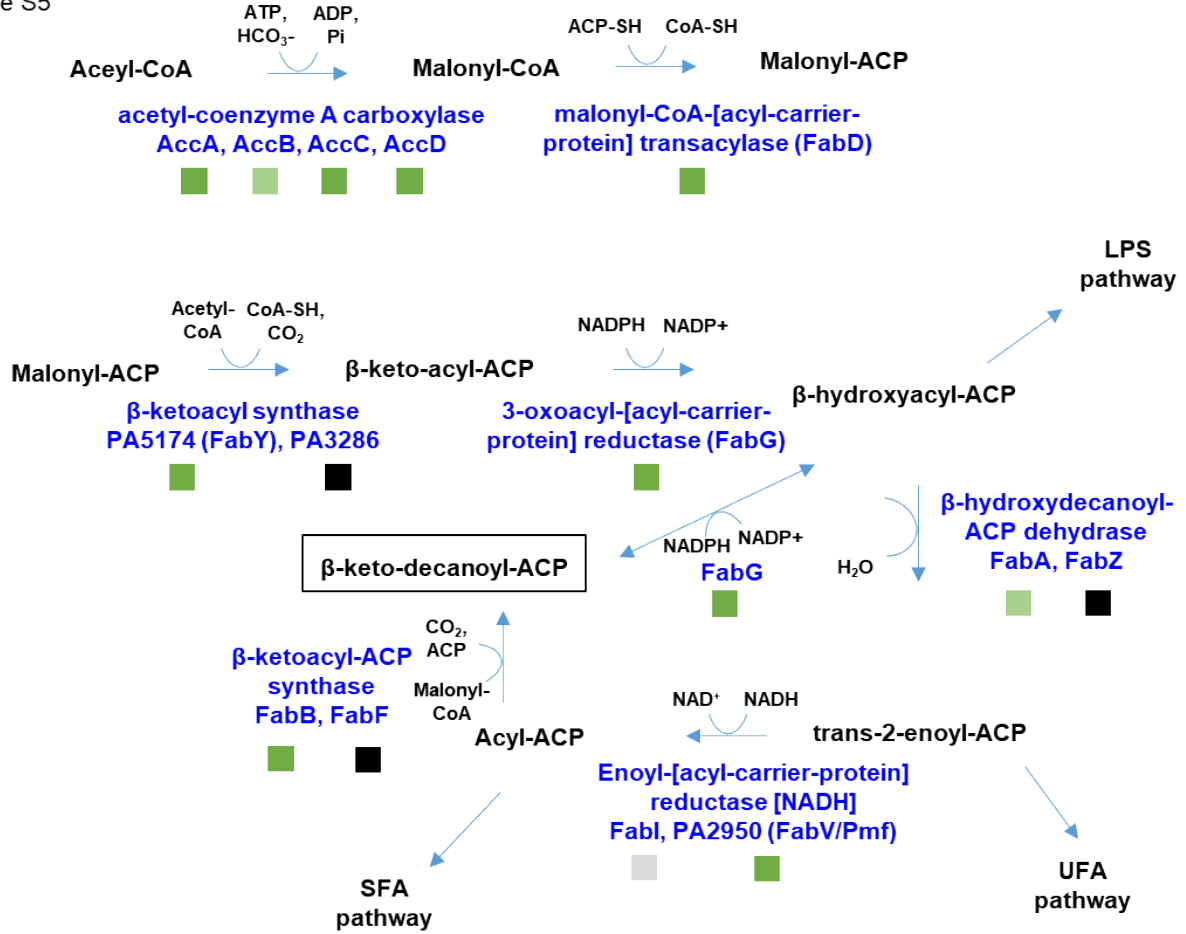 e S5
ATP,
HCO₃-
ADP,
Pi
Aceyl-CoA
Malonyl-CoA
ACP-SH
CoA-SH
Malonyl-ACP
acetyl-coenzyme A carboxylase
AccA, AccB, AccC, AccD
malonyl-CoA-[acyl-carrier-
protein] transacylase (FabD)
LPS
pathway
Acetyl-
CoA
CoA-SH,
CO₂
NADPH
NADP+
Malonyl-ACP
β-keto-acyl-ACP
β-hydroxyacyl-ACP
β-ketoacyl synthase
PA5174 (FabY), PA3286
3-oxoacyl-[acyl-carrier-
protein] reductase (FabG)
β-hydroxydecanoyl-
ACP dehydrase
FabA, FabZ
H₂O
NADPH
NADP+
FabG
β-keto-decanoyl-ACP
β-ketoacyl-ACP
synthase
FabB, FabF
CO₂,
ACP
Malonyl-
CoA
Acyl-ACP
NAD⁺
NADH
trans-2-enoyl-ACP
Enoyl-[acyl-carrier-protein]
reductase [NADH]
FabI, PA2950 (FabV/Pmf)
SFA
pathway
UFA
pathway